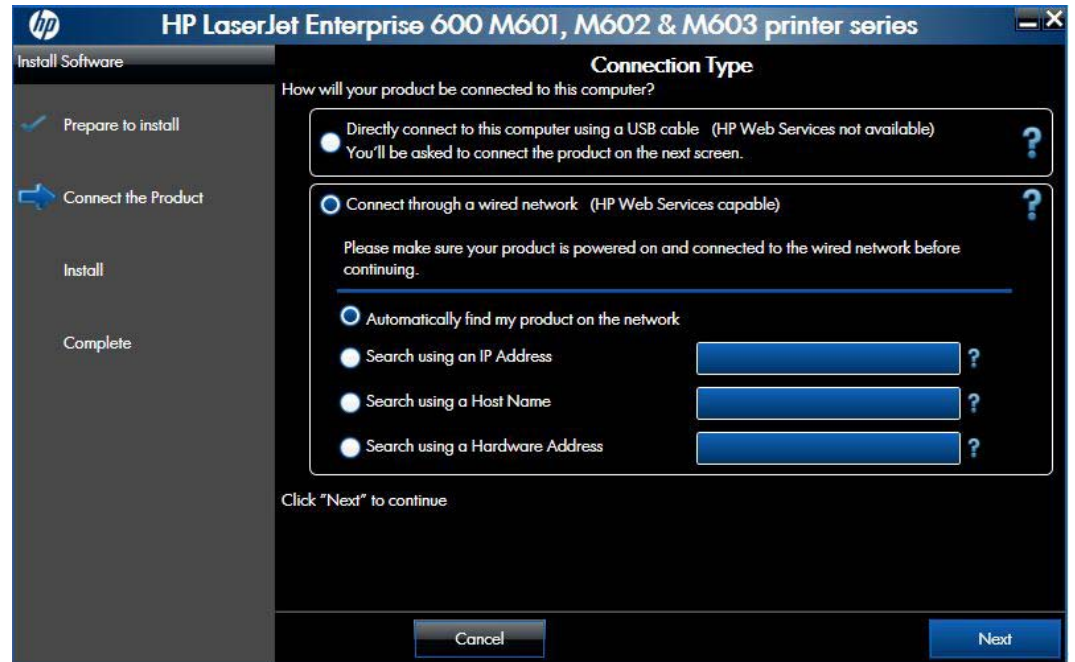 hp
HP LaserJet Enterprise 600 M601, M602 & M603 printer series
Install Software
Prepare to install
Connect the Product
Install
Complete
Connection Type
How will your product be connected to this computer?
Directly connect to this computer using a USB cable (HP Web Services not available)
You'll be asked to connect the product on the next screen.
?
Connect through a wired network (HP Web Services capable)
?
Please make sure your product is powered on and connected to the wired network before
continuing.
Automatically find my product on the network
Search using an IP Address ?
Search using a Host Name ?
Search using a Hardware Address ?
Click "Next" to continue
Cancel
Next